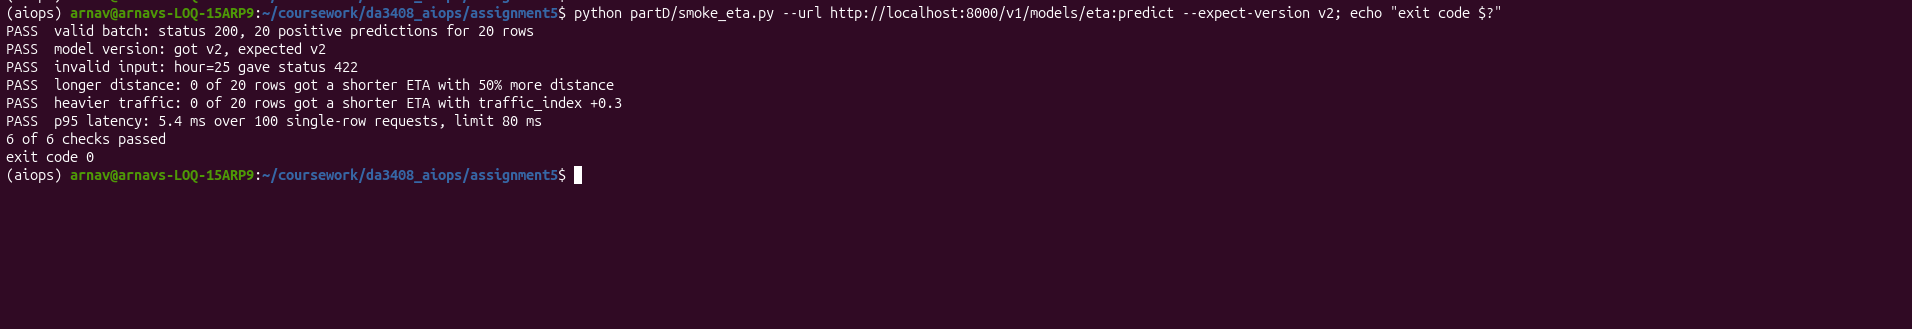 (aiops) arnav@arnavs-LOQ-15ARP9:~/coursework/da3408_aiops/assignment5$ python partD/smoke_eta.py --url http://localhost:8000/v1/models/eta:predict --expect-version v2; echo "exit code $?"
PASS  valid batch: status 200, 20 positive predictions for 20 rows
PASS  model version: got v2, expected v2
PASS  invalid input: hour=25 gave status 422
PASS  longer distance: 0 of 20 rows got a shorter ETA with 50% more distance
PASS  heavier traffic: 0 of 20 rows got a shorter ETA with traffic_index +0.3
PASS  p95 latency: 5.4 ms over 100 single-row requests, limit 80 ms
6 of 6 checks passed
exit code 0
(aiops) arnav@arnavs-LOQ-15ARP9:~/coursework/da3408_aiops/assignment5$